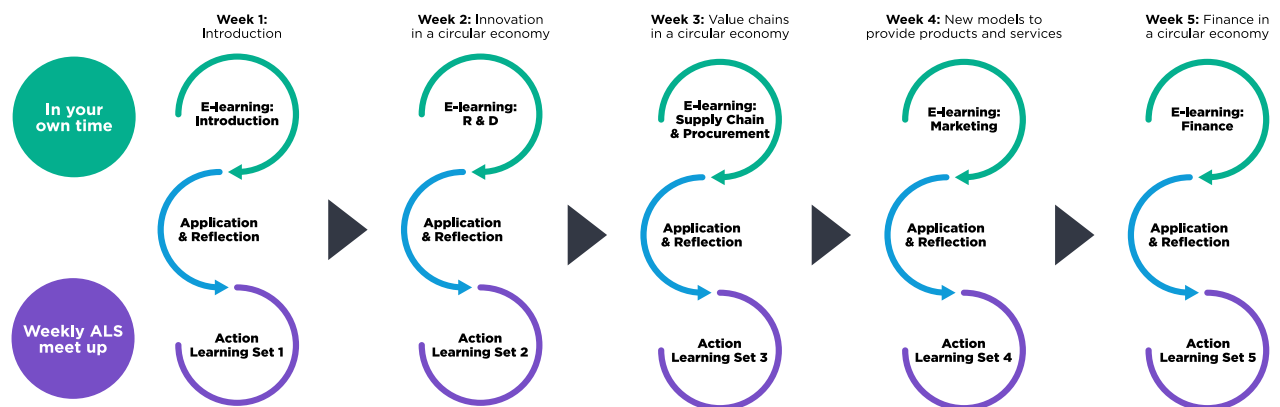 Week 1:
Introduction
Week 2: Innovation
in a circular economy
Week 3: Value chains
in a circular economy
Week 4: New models to
provide products and services
Week 5: Finance in
a circular economy
In your
own time
E-learning:
Introduction
E-learning:
R & D
E-learning:
Supply Chain
& Procurement
E-learning:
Marketing
E-learning:
Finance
Application
& Reflection
Application
& Reflection
Application
& Reflection
Application
& Reflection
Application
& Reflection
Weekly ALS
meet up
Action
Learning Set 1
Action
Learning Set 2
Action
Learning Set 3
Action
Learning Set 4
Action
Learning Set 5